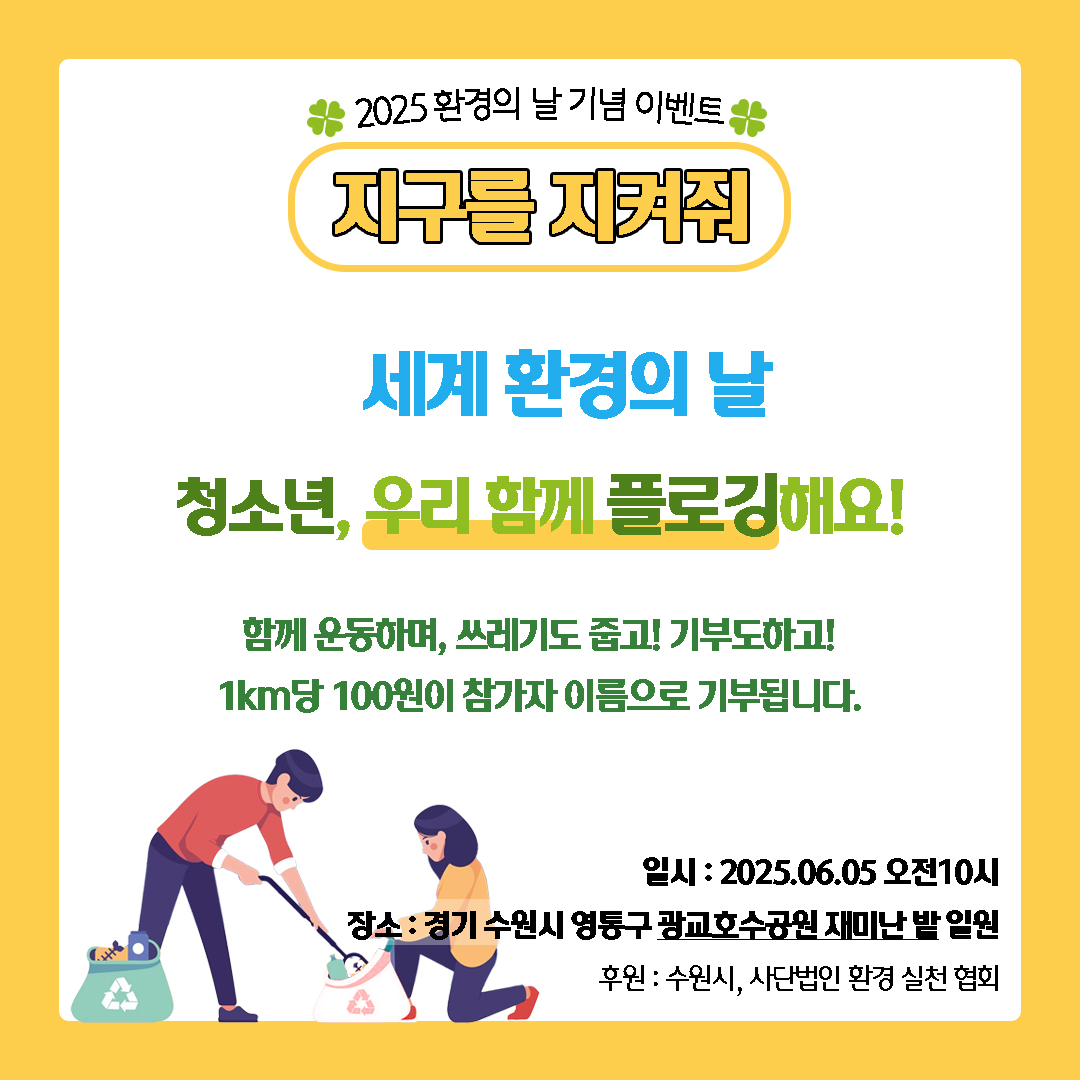 2025 환경의 날 기념 이벤트
지구를 지켜줘
세계 환경의 날
청소년, 우리 함께 플로깅해요!
함께 운동하며, 쓰레기도 줍고! 기부도하고!
1km당 100원이 참가자 이름으로 기부됩니다.
일시 : 2025.06.05 오전10시
장소 : 경기 수원시 영통구 광교호수공원 재미난 밭 일원
후원 : 수원시, 사단법인 환경 실천 협회